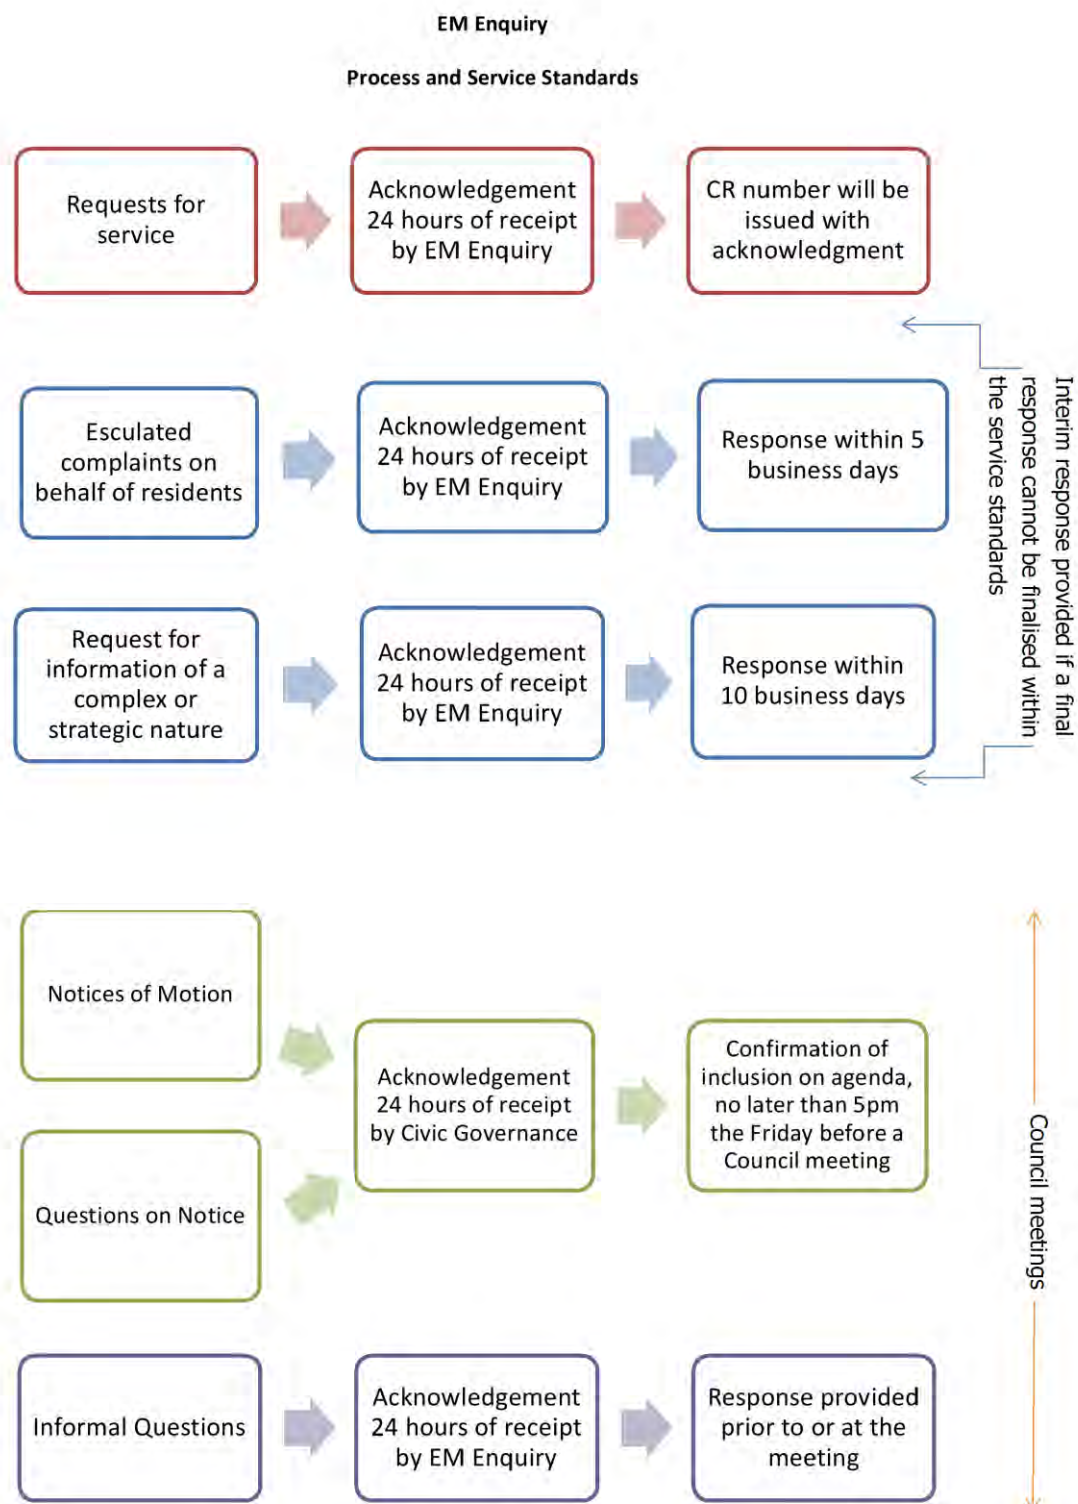 EM Enquiry
Process and Service Standards
Requests for
service
Acknowledgement
24 hours of receipt
by EM Enquiry
CR number will be
issued with
acknowledgment
Esculated
complaints on
behalf of residents
Acknowledgement
24 hours of receipt
by EM Enquiry
Response within 5
business days
Request for
information of a
complex or
strategic nature
Acknowledgement
24 hours of receipt
by EM Enquiry
Response within
10 business days
Interim response provided if a final
response cannot be finalised within
the service standards
Notices of Motion
Questions on Notice
Acknowledgement
24 hours of receipt
by Civic Governance
Confirmation of
inclusion on agenda,
no later than 5pm
the Friday before a
Council meeting
Informal Questions
Acknowledgement
24 hours of receipt
by EM Enquiry
Response provided
prior to or at the
meeting
Council meetings